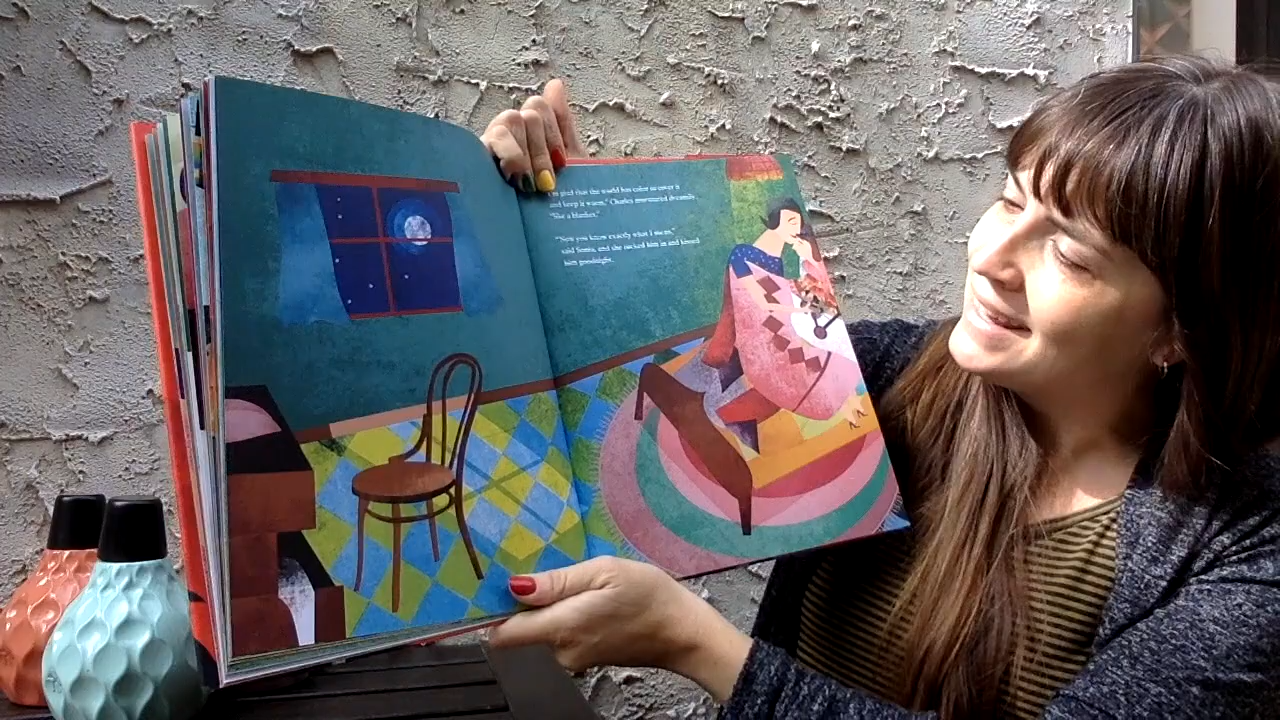 "I'm glad that the world has color to cover it
and keep it warm," Charles murmured dreamily.
"Like a blanket."
"Now you know exactly what I mean,"
said Sonia, and she tucked him in and kissed
him goodnight.